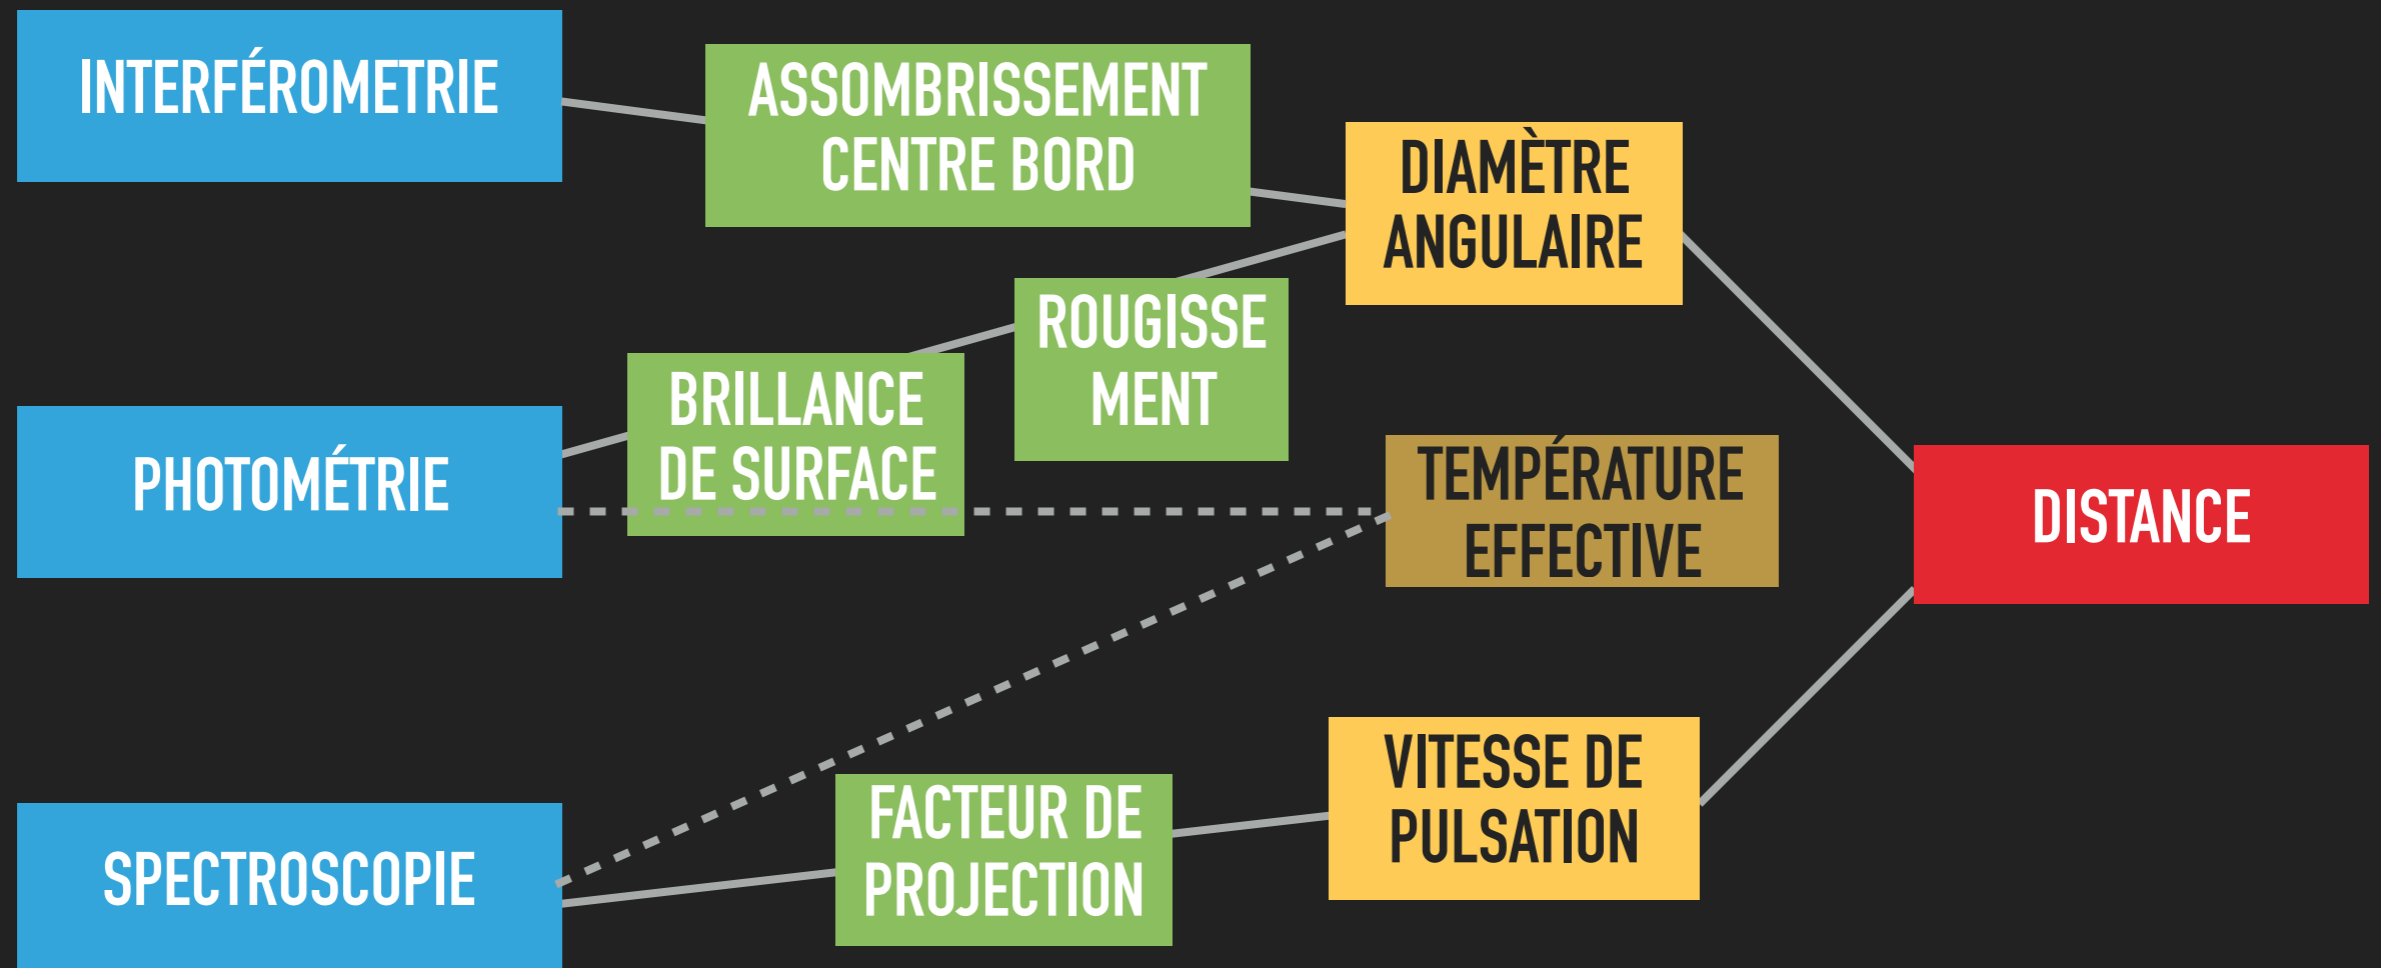 INTERFÉROMETRIE
ASSOMBRISSEMENT
CENTRE BORD
DIAMÈTRE
ANGULAIRE
ROUGISSE
MENT
BRILLANCE
DE SURFACE
PHOTOMÉTRIE
TEMPÉRATURE
EFFECTIVE
DISTANCE
VITESSE DE
PULSATION
FACTEUR DE
PROJECTION
SPECTROSCOPIE